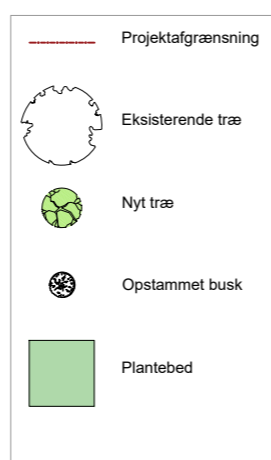 Projektafgrænsning
Eksisterende træ
Nyt træ
Opstammet busk
Plantebed